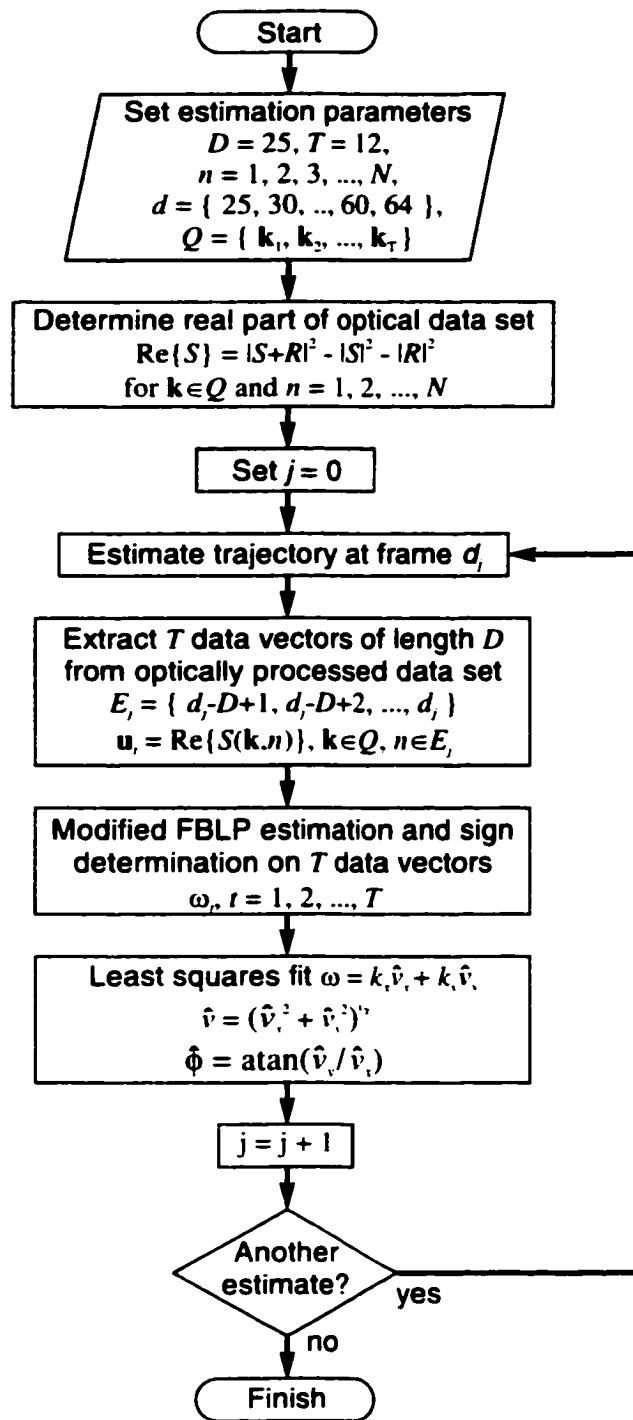 Start
Set estimation parameters
D = 25, T = 12,
n = 1, 2, 3, ..., N,
d = { 25, 30, .., 60, 64 },
Q = { k₁, k₂, ..., k_T }
Determine real part of optical data set
Re{S} = |S+R|² - |S|² - |R|²
for k∈Q and n = 1, 2, ..., N
Set j = 0
Estimate trajectory at frame d_j
Extract T data vectors of length D
from optically processed data set
E_j = { d_j-D+1, d_j-D+2, ..., d_j }
u_t = Re{S(k.n)}, k∈Q, n∈E_j
Modified FBLP estimation and sign
determination on T data vectors
ω_t, t = 1, 2, ..., T
Least squares fit ω = k_x v̂_x + k_y v̂_y
v̂ = (v̂_x² + v̂_y²)^½
φ̂ = atan(v̂_y/v̂_x)
j = j + 1
Another
estimate?
yes
no
Finish